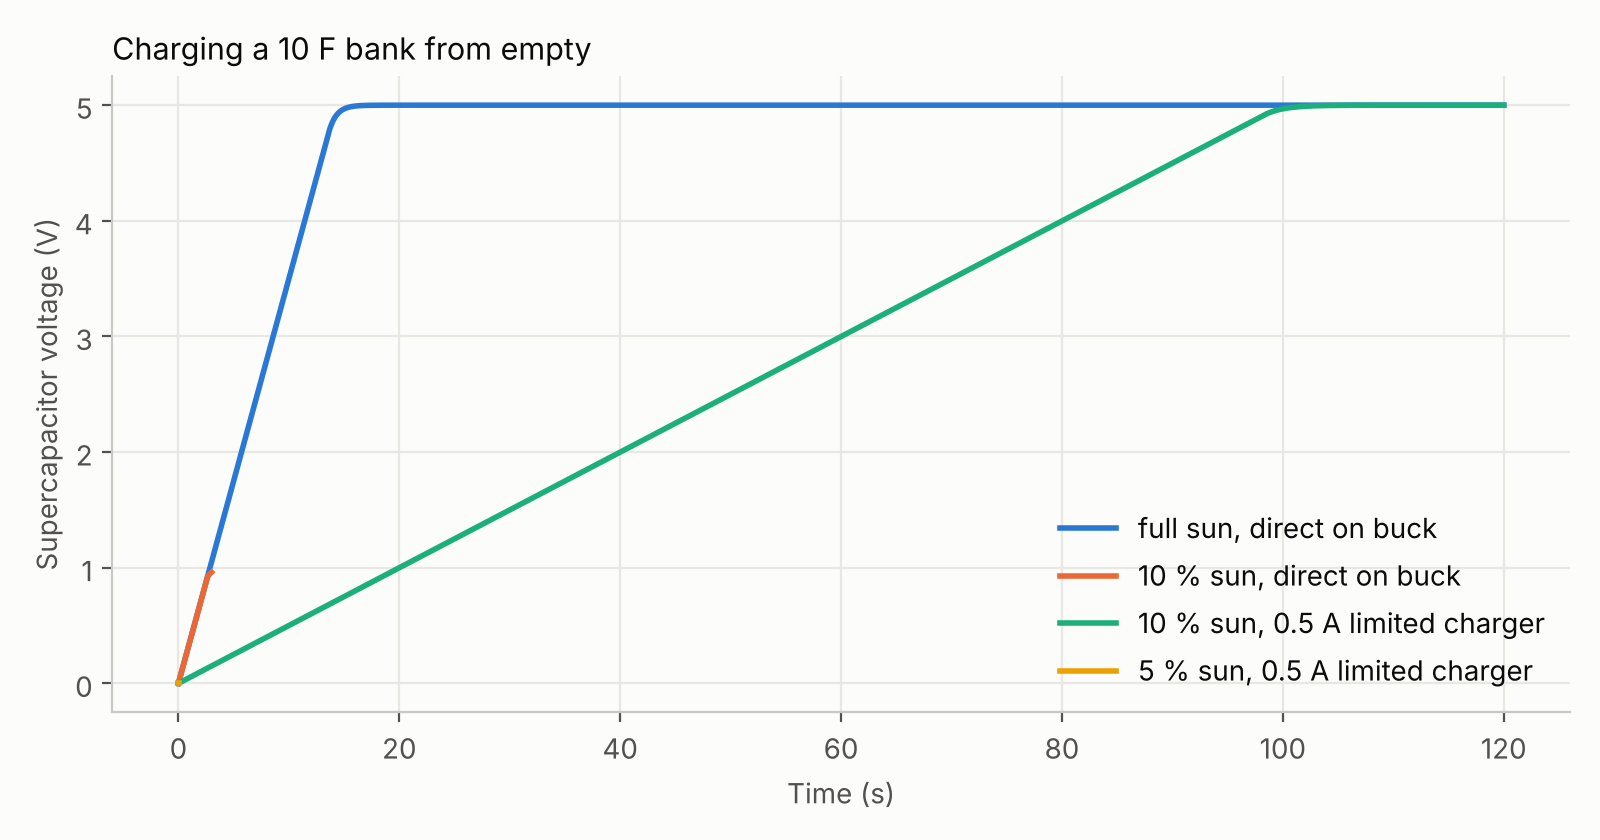 Charging a 10 F bank from empty
Supercapacitor voltage (V)
5
4
3
2
1
0
full sun, direct on buck
10 % sun, direct on buck
10 % sun, 0.5 A limited charger
5 % sun, 0.5 A limited charger
0 20 40 60 80 100 120
Time (s)